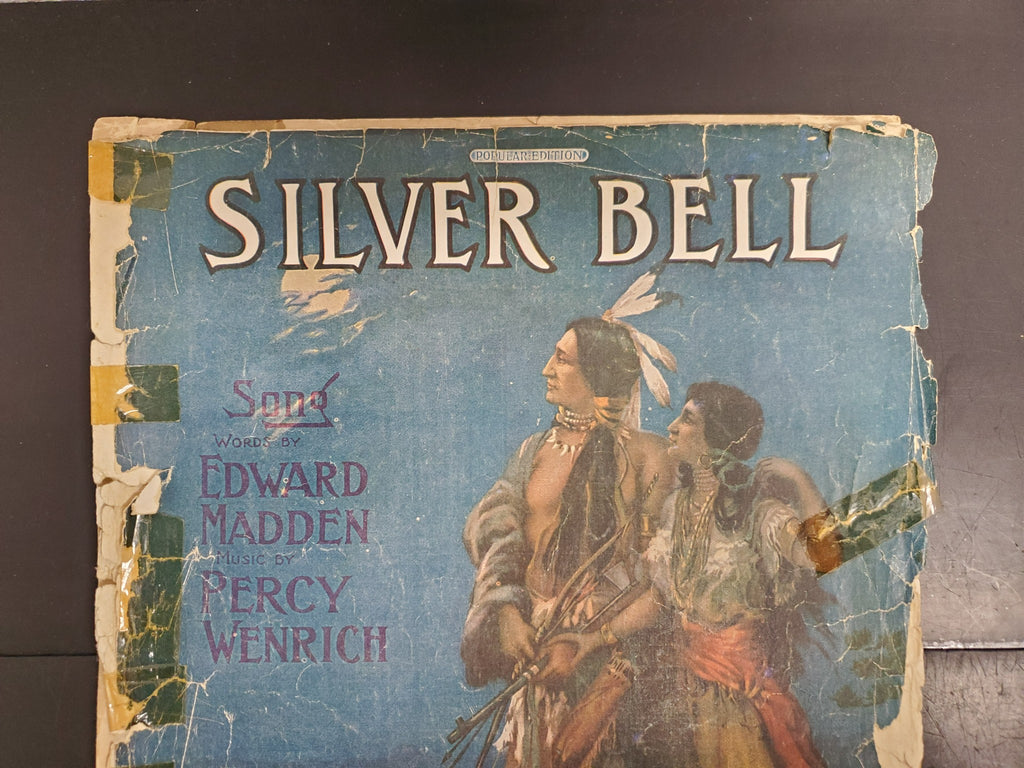 POPULAR EDITION
SILVER BELL
Song
WORDS BY
EDWARD
MADDEN
MUSIC BY
PERCY
WENRICH